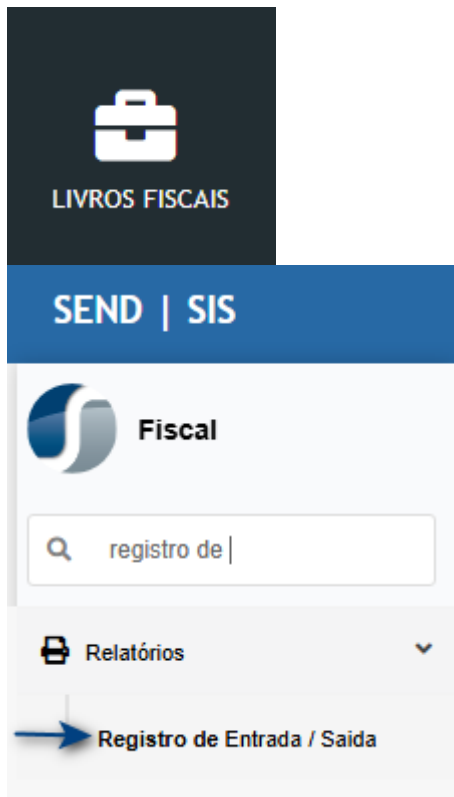 LIVROS FISCAIS
SEND | SIS
Fiscal
registro de
Relatórios
Registro de Entrada / Saida